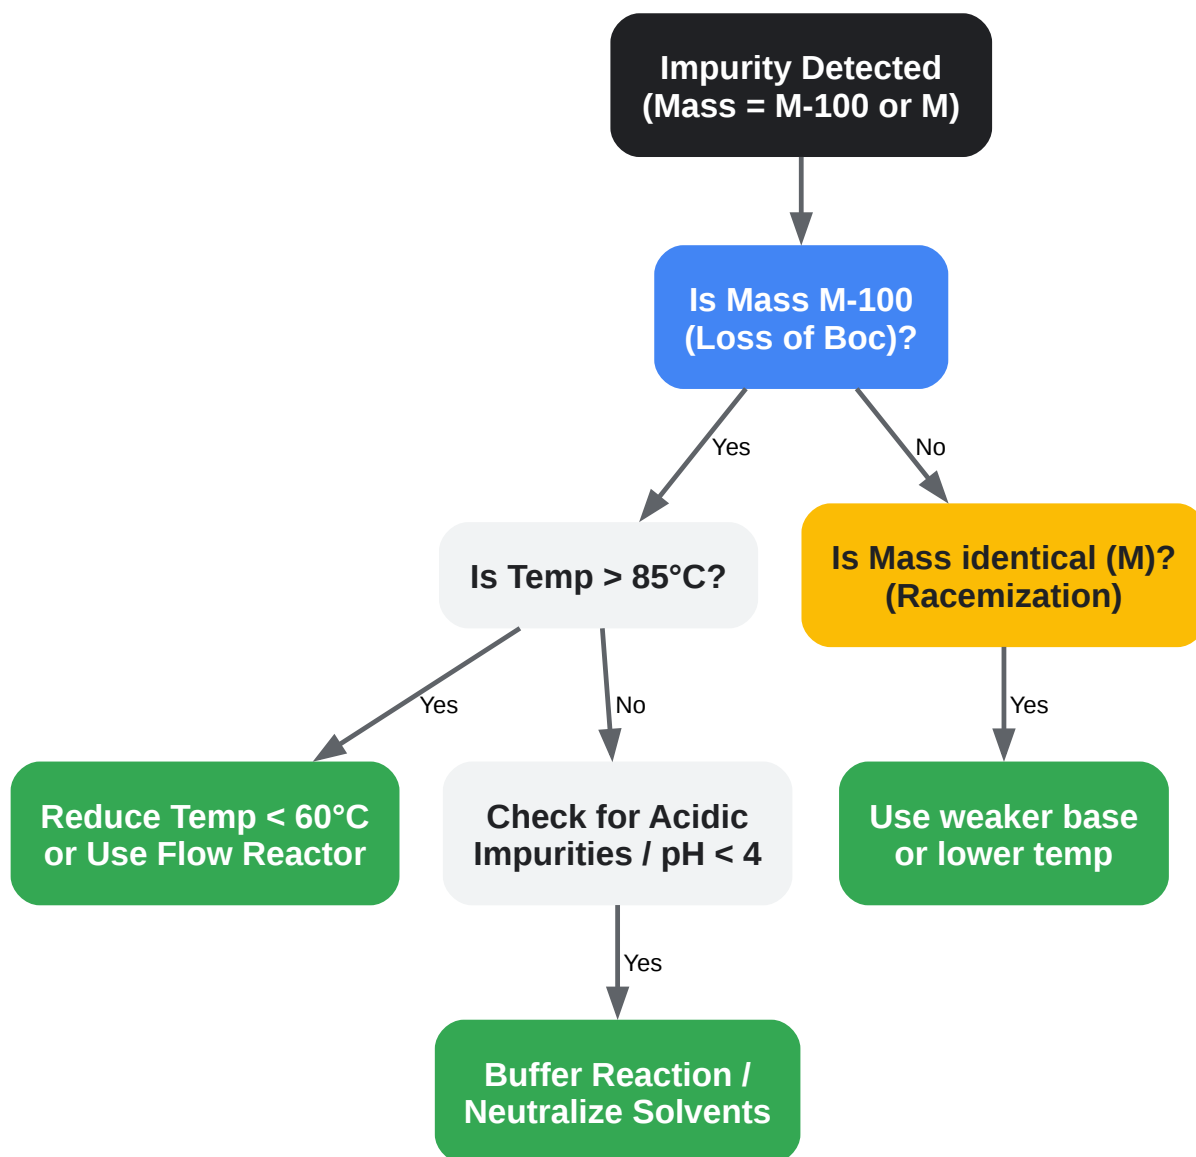 Impurity Detected
(Mass = M-100 or M)
Is Mass M-100
(Loss of Boc)?
Yes
No
Is Temp > 85°C?
Is Mass identical (M)?
(Racemization)
Yes
No
Yes
Reduce Temp < 60°C
or Use Flow Reactor
Check for Acidic
Impurities / pH < 4
Use weaker base
or lower temp
Yes
Buffer Reaction /
Neutralize Solvents